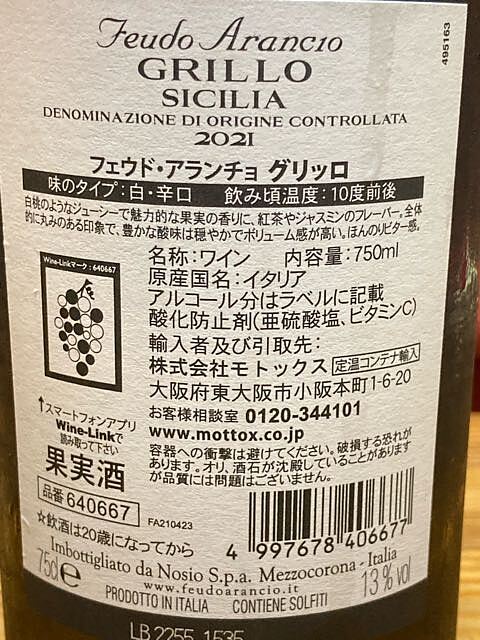 495163
Feudo Arancio
GRILLO
SICILIA
DENOMINAZIONE DI ORIGINE CONTROLLATA
2021
フェウド・アランチョ グリッロ
味のタイプ：白・辛口　飲み頃温度：10度前後
白桃のようなジューシーで魅力的な果実の香りに、紅茶やジャスミンのフレーバー。全体
的に丸みのある印象で、豊かな酸味は穏やかでボリューム感が高い。ほんのりビター感。
Wine-Linkマーク：640667
名称：ワイン　内容量：750ml
原産国名：イタリア
アルコール分はラベルに記載
酸化防止剤(亜硫酸塩、ビタミンC)
輸入者及び引取先：
株式会社モトックス 定温コンテナ輸入
大阪府東大阪市小阪本町1-6-20
お客様相談室 0120-344101
www.mottox.co.jp
↑スマートフォンアプリ
Wine-Linkで
読み取って下さい
果実酒
品番 640667
容器への衝撃は避けてください。破損する恐れが
あります。オリ、酒石が沈殿していることがあります
が品質には問題はございません。
FA210423
☆飲酒は20歳になってから
4 997678 406677
75cl e
Imbottigliato da Nosio S.p.a. Mezzocorona - Italia
www.feudoarancio.it
13% vol
PRODOTTO IN ITALIA CONTIENE SOLFITI
LB 2255 1535